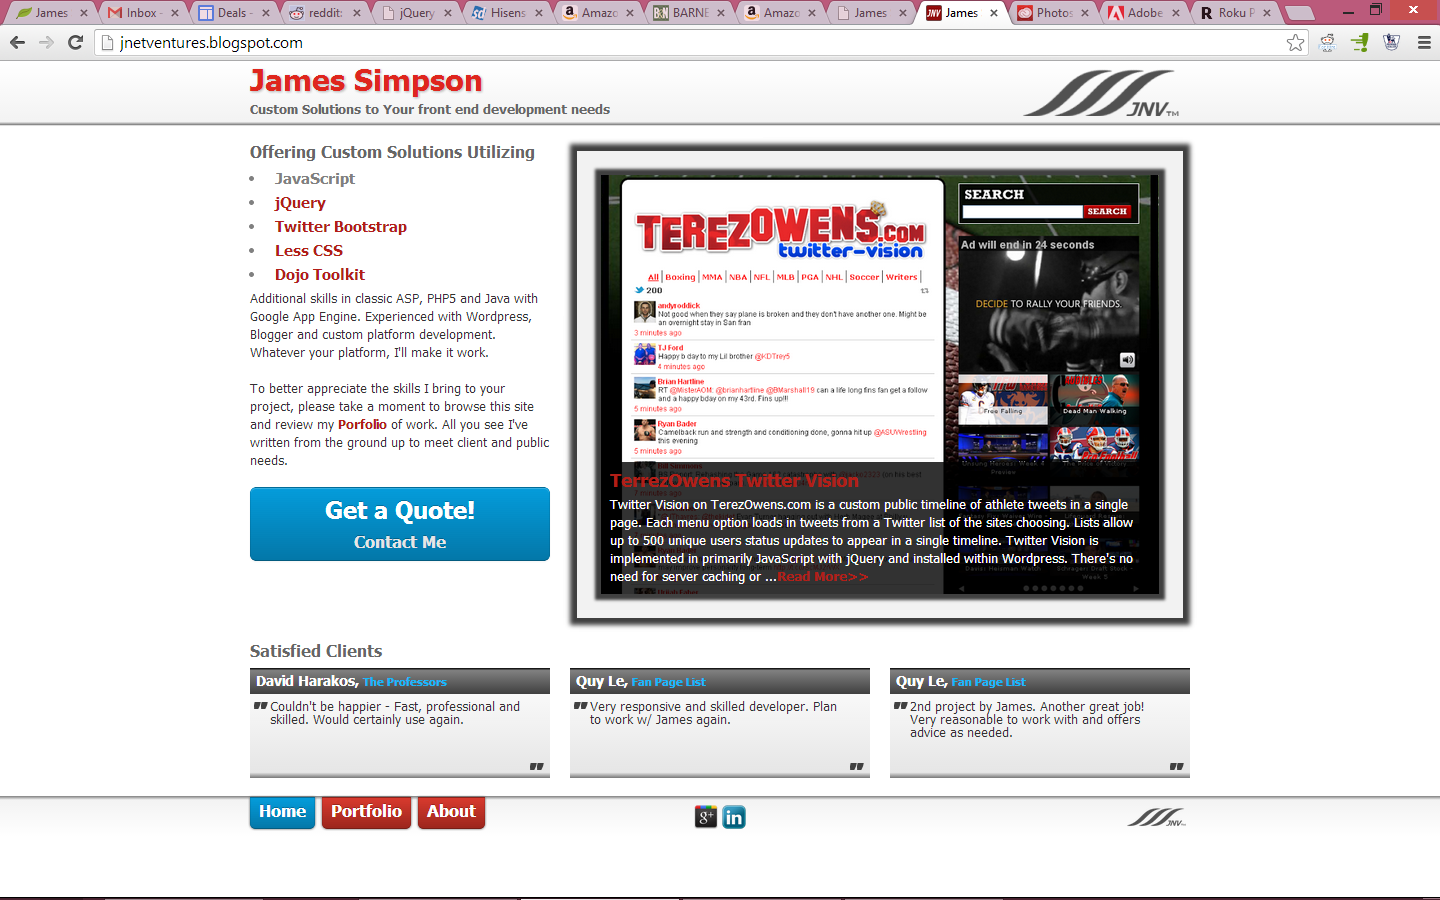 James
Inbox -
Deals -
reddit:
jQuery
Hisens
Amazo
BARNE
Amazo
James
James
Photos
Adobe
Roku P
jnetventures.blogspot.com
James Simpson
Custom Solutions to Your front end development needs
JNV™
Offering Custom Solutions Utilizing
JavaScript
jQuery
Twitter Bootstrap
Less CSS
Dojo Toolkit
Additional skills in classic ASP, PHP5 and Java with
Google App Engine. Experienced with Wordpress,
Blogger and custom platform development.
Whatever your platform, I'll make it work.
To better appreciate the skills I bring to your
project, please take a moment to browse this site
and review my Porfolio of work. All you see I've
written from the ground up to meet client and public
needs.
Get a Quote!
Contact Me
TEREZOWENS.COM
twitter-vision
All | Boxing | MMA | NBA | NFL | MLB | PGA | NHL | Soccer | Writers |
200
andyroddick
Not good when they say plane is broken and they don't have another one. Might be
an overnight stay in San fran
3 minutes ago
TJ Ford
Happy b day to my Lil brother @KDTrey5
4 minutes ago
Brian Hartline
RT @MisterAOM: @brianhartline @BMarshall19 can a life long fins fan get a follow
and a happy bday on my 43rd. Fins up!!!
5 minutes ago
Ryan Bader
Camelback run and strength and conditioning done, gonna hit up @ASUWrestling
this evening
5 minutes ago
SEARCH
SEARCH
Ad will end in 24 seconds
DECIDE TO RALLY YOUR FRIENDS.
Free Falling
Dead Man Walking
Unsung Heroes: Week 4
Preview
The Price of Victory
TerrezOwens Twitter Vision
Twitter Vision on TerezOwens.com is a custom public timeline of athlete tweets in a single
page. Each menu option loads in tweets from a Twitter list of the sites choosing. Lists allow
up to 500 unique users status updates to appear in a single timeline. Twitter Vision is
implemented in primarily JavaScript with jQuery and installed within Wordpress. There's no
need for server caching or ...Read More>>
Satisfied Clients
David Harakos, The Professors
Couldn't be happier - Fast, professional and
skilled. Would certainly use again.
Quy Le, Fan Page List
Very responsive and skilled developer. Plan
to work w/ James again.
Quy Le, Fan Page List
2nd project by James. Another great job!
Very reasonable to work with and offers
advice as needed.
Home
Portfolio
About
g+
in
JNV